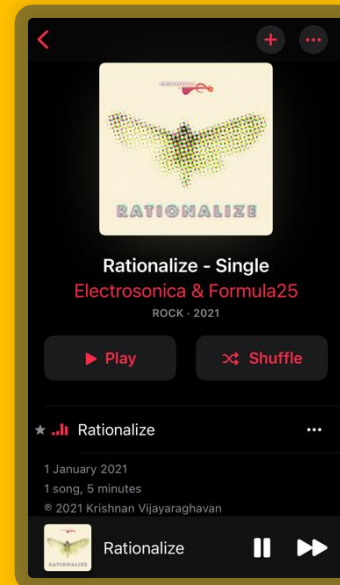 RATIONALIZE
Rationalize - Single
Electrosonica & Formula25
ROCK · 2021
Play
Shuffle
Rationalize
1 January 2021
1 song, 5 minutes
℗ 2021 Krishnan Vijayaraghavan
RATIONALIZE
Rationalize